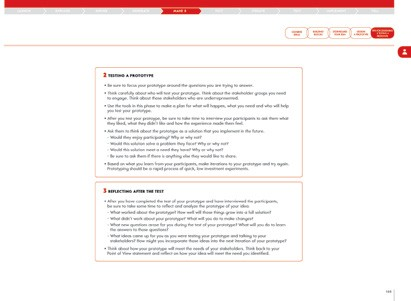 MAKE IT
2 TESTING A PROTOTYPE
• Be sure to focus your prototype around the questions you are trying to answer.
• Think carefully about who will test your prototype. Think about the stakeholder groups you need
to engage. Think about those stakeholders who are underrepresented.
• Use the tools in this phase to make a plan for what will happen, what you need and who will help
you test your prototype.
• After you test your prototype, be sure to take time to interview your participants to ask them what
they liked, what they didn't like and how the experience made them feel.
• Ask them to think about the prototype as a solution that you implement in the future.
- Would they enjoy participating? Why or why not?
- Would this solution solve a problem they face? Why or why not?
- Would this solution meet a need they have? Why or why not?
- Be sure to ask them if there is anything else they would like to share.
• Based on what you learn from your participants, make iterations to your prototype and try again.
Prototyping should be a rapid process of quick, low investment experiments.
3 REFLECTING AFTER THE TEST
• After you have completed the test of your prototype and have interviewed the participants,
be sure to take some time to reflect and analyze the prototype of your idea.
- What worked about the prototype? How well will those things grow into a full solution?
- What didn't work about your prototype? What will you do to make changes?
- What new questions arose for you during the test of your prototype? What will you do to learn
the answers to those questions?
- What ideas came up for you as you were testing your prototype and talking to your
stakeholders? How might you incorporate those ideas into the next iteration of your prototype?
• Think about how your prototype will meet the needs of your stakeholders. Think back to your
Point of View statement and reflect on how your idea will meet the need you identified.